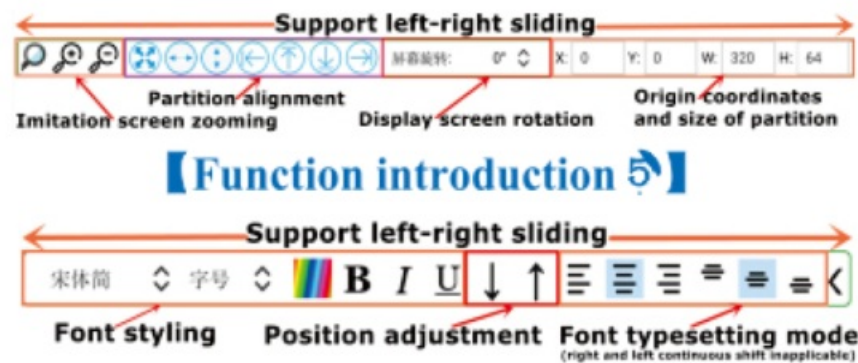 Support left-right sliding
屏幕旋转: 0° X: 0 Y: 0 W: 320 H: 64
Partition alignment
Imitation screen zooming
Display screen rotation
Origin coordinates
and size of partition
【Function introduction 5】
Support left-right sliding
宋体简 字号 B I U
Font styling
Position adjustment
Font typesetting mode
(right and left continuous shift inapplicable)